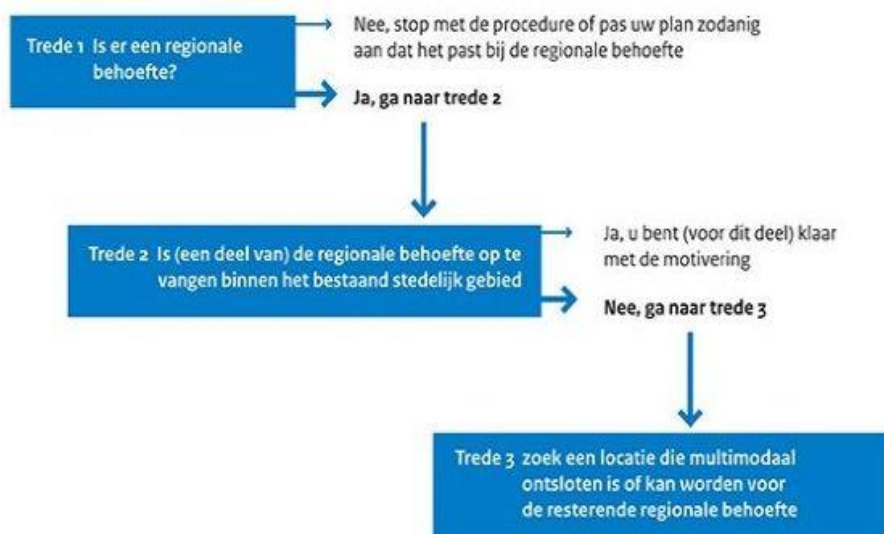 Trede 1 Is er een regionale
behoefte?
Nee, stop met de procedure of pas uw plan zodanig
aan dat het past bij de regionale behoefte
Ja, ga naar trede 2
Trede 2 Is (een deel van) de regionale behoefte op te
vangen binnen het bestaand stedelijk gebied
Ja, u bent (voor dit deel) klaar
met de motivering
Nee, ga naar trede 3
Trede 3 zoek een locatie die multimodaal
ontsloten is of kan worden voor
de resterende regionale behoefte